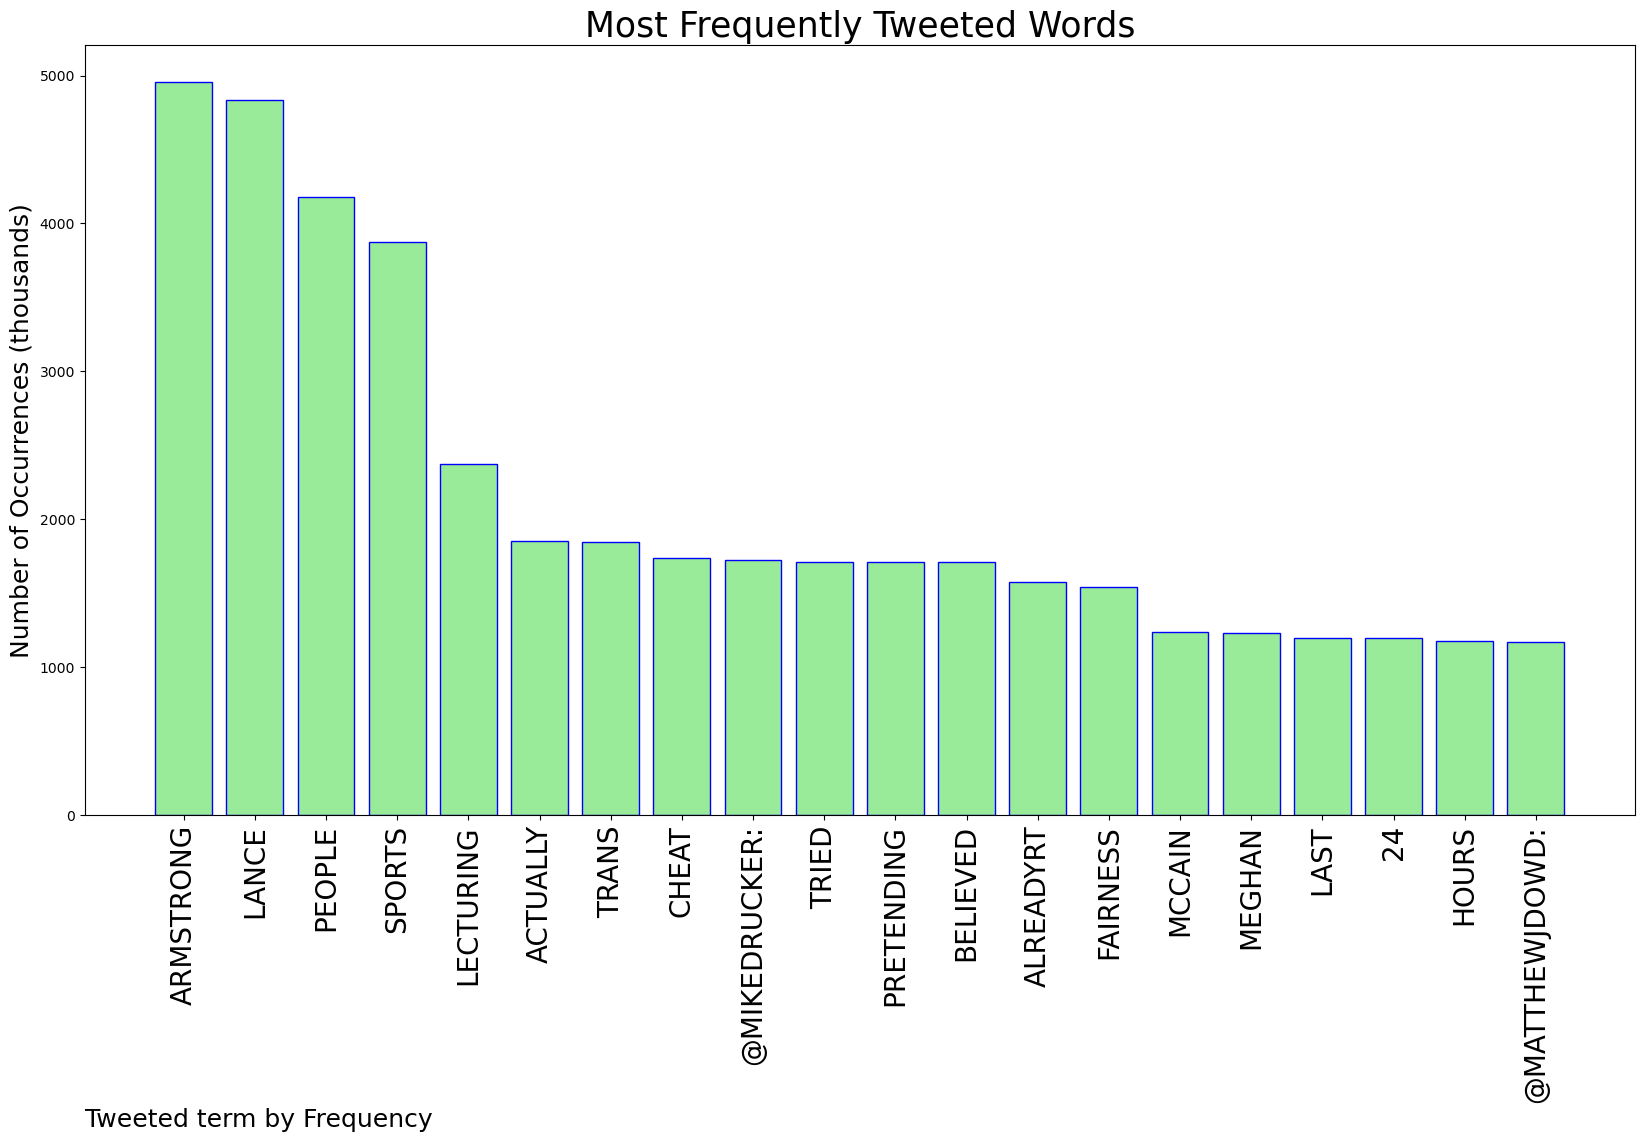 Most Frequently Tweeted Words
Number of Occurrences (thousands)
5000
4000
3000
2000
1000
0
ARMSTRONG
LANCE
PEOPLE
SPORTS
LECTURING
ACTUALLY
TRANS
CHEAT
@MIKEDRUCKER:
TRIED
PRETENDING
BELIEVED
ALREADYRT
FAIRNESS
MCCAIN
MEGHAN
LAST
24
HOURS
@MATTHEWJDOWD:
Tweeted term by Frequency